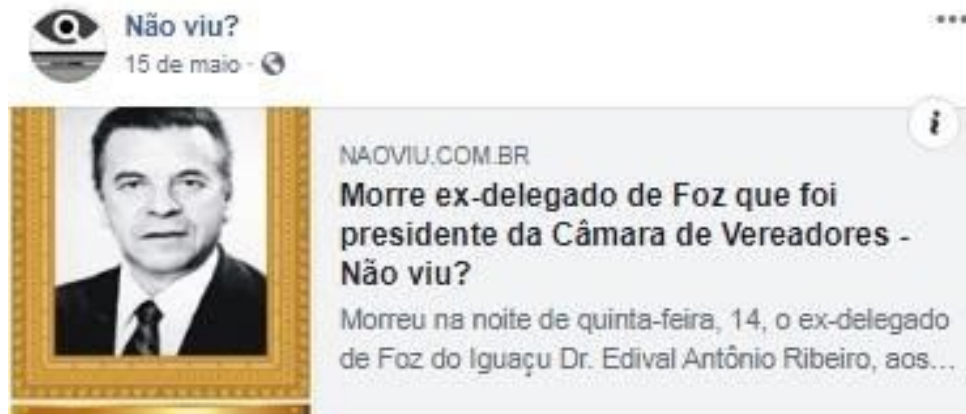 Não viu?
15 de maio ·
NAOVIU.COM.BR
Morre ex-delegado de Foz que foi
presidente da Câmara de Vereadores -
Não viu?
Morreu na noite de quinta-feira, 14, o ex-delegado
de Foz do Iguaçu Dr. Edival Antônio Ribeiro, aos...